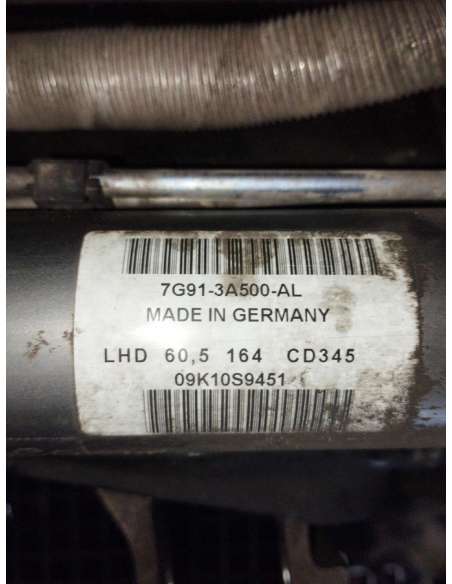 7G91-3A500-AL
MADE IN GERMANY
LHD 60,5 164 CD345
09K10S9451